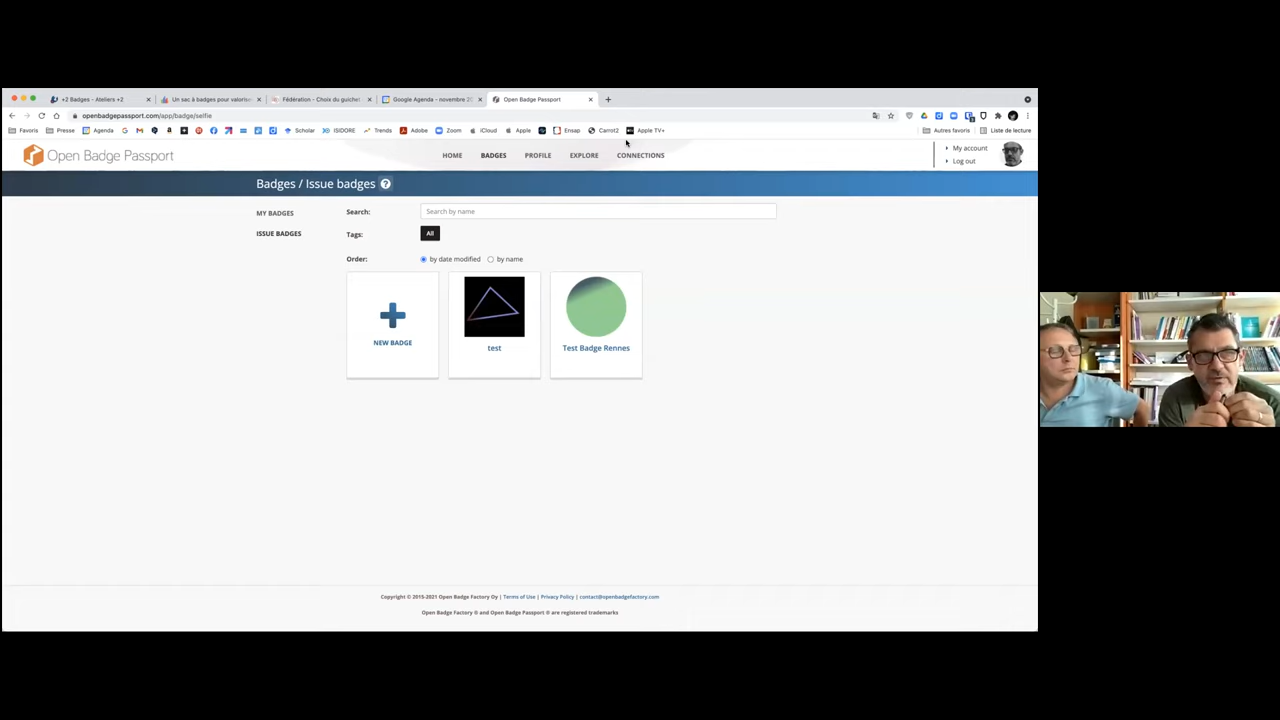 +2 Badges - Ateliers +2
Un sac à badges pour valoris
Fédération - Choix du guichet
Google Agenda - novembre 20
Open Badge Passport
openbadgepassport.com/app/badge/selfie
Favoris
Presse
Agenda
Scholar
ISIDORE
Trends
Adobe
Zoom
iCloud
Apple
Ensap
Carrot2
Apple TV+
Autres favoris
Liste de lecture
Open Badge Passport
HOME
BADGES
PROFILE
EXPLORE
CONNECTIONS
My account
Log out
Badges / Issue badges ?
MY BADGES
ISSUE BADGES
Search:
Search by name
Tags:
All
Order:
by date modified
by name
NEW BADGE
test
Test Badge Rennes
Copyright © 2015-2021 Open Badge Factory Oy | Terms of Use | Privacy Policy | contact@openbadgefactory.com
Open Badge Factory ® and Open Badge Passport ® are registered trademarks